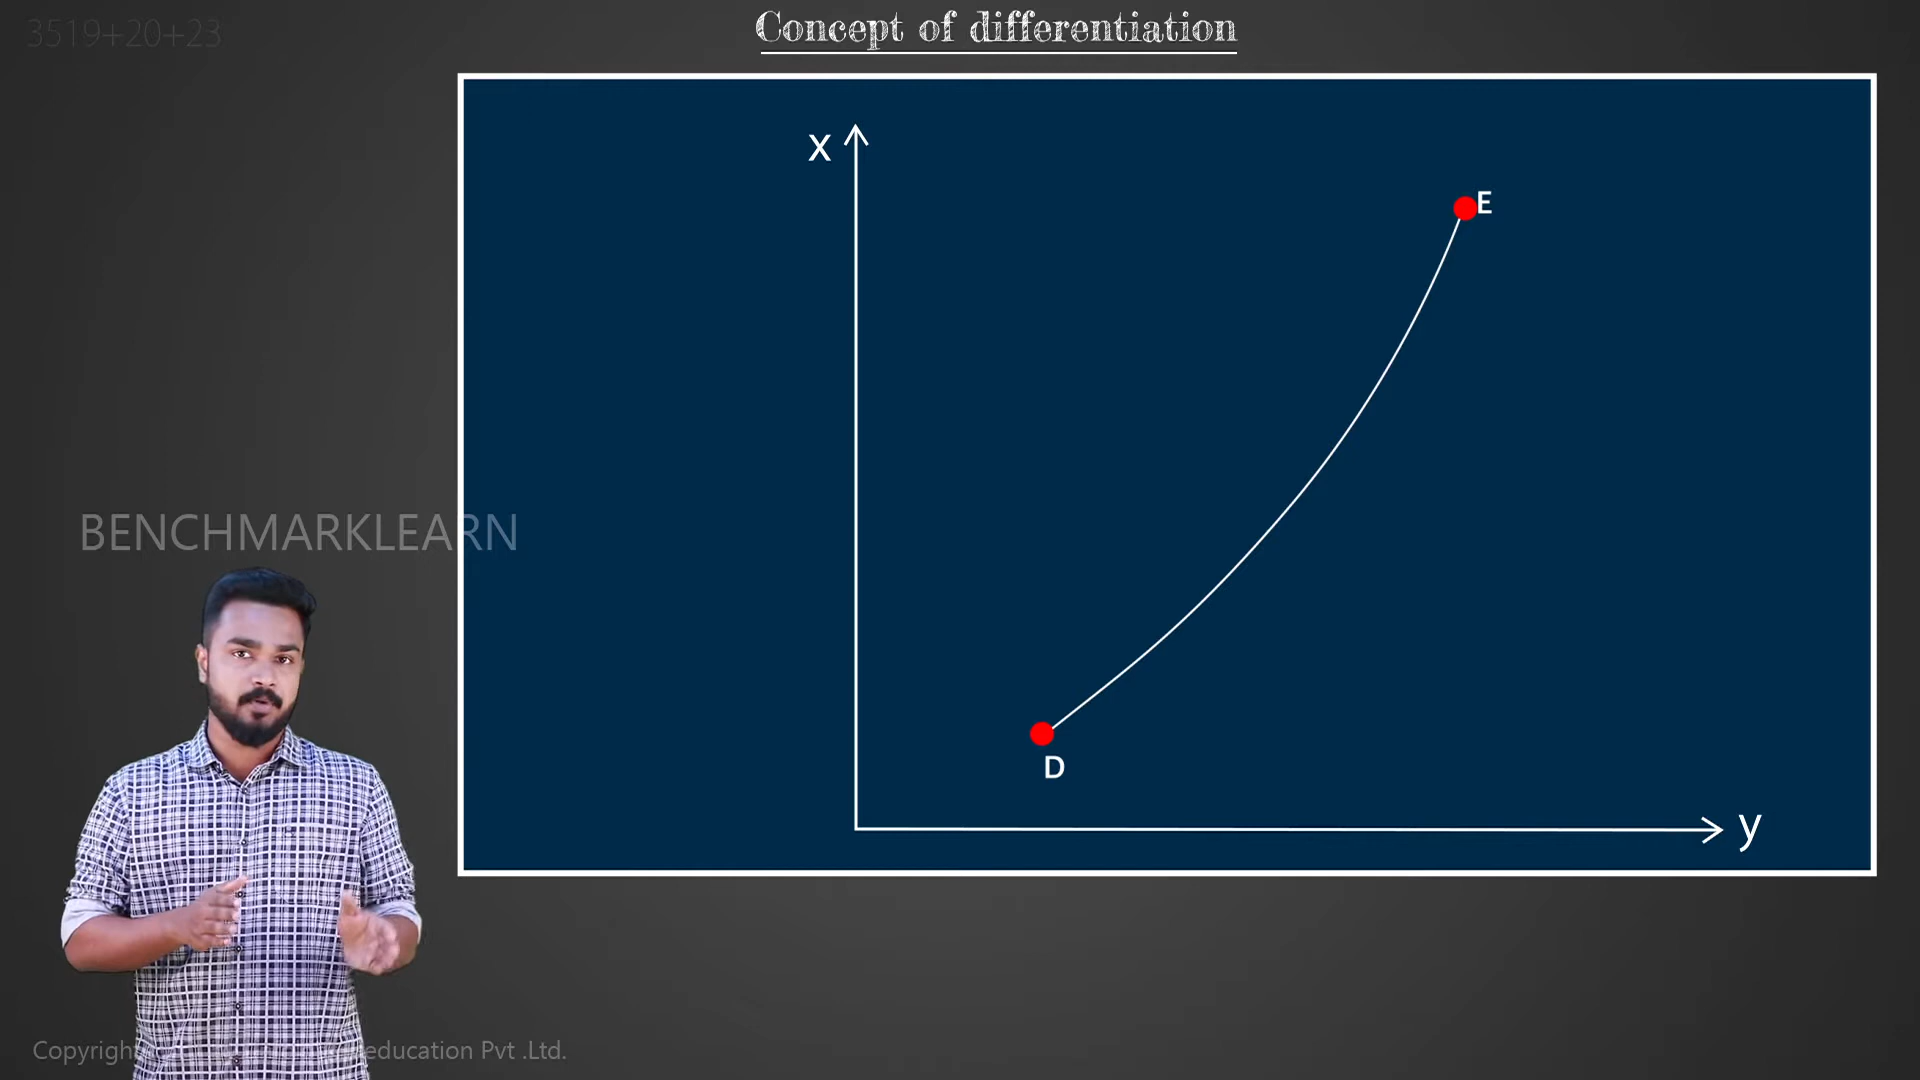 3519+20+23
Concept of differentiation
x
E
BENCHMARKLEARN
D
y
Copyright education Pvt .Ltd.